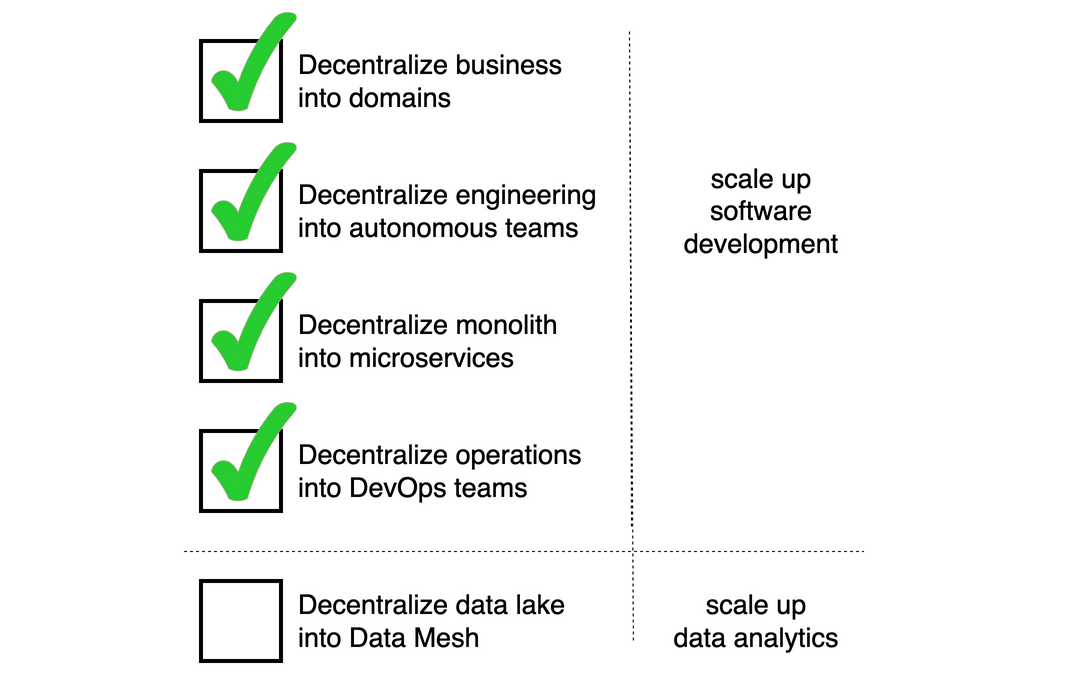 Decentralize business
into domains
Decentralize engineering
into autonomous teams
scale up
software
development
Decentralize monolith
into microservices
Decentralize operations
into DevOps teams
Decentralize data lake
into Data Mesh
scale up
data analytics